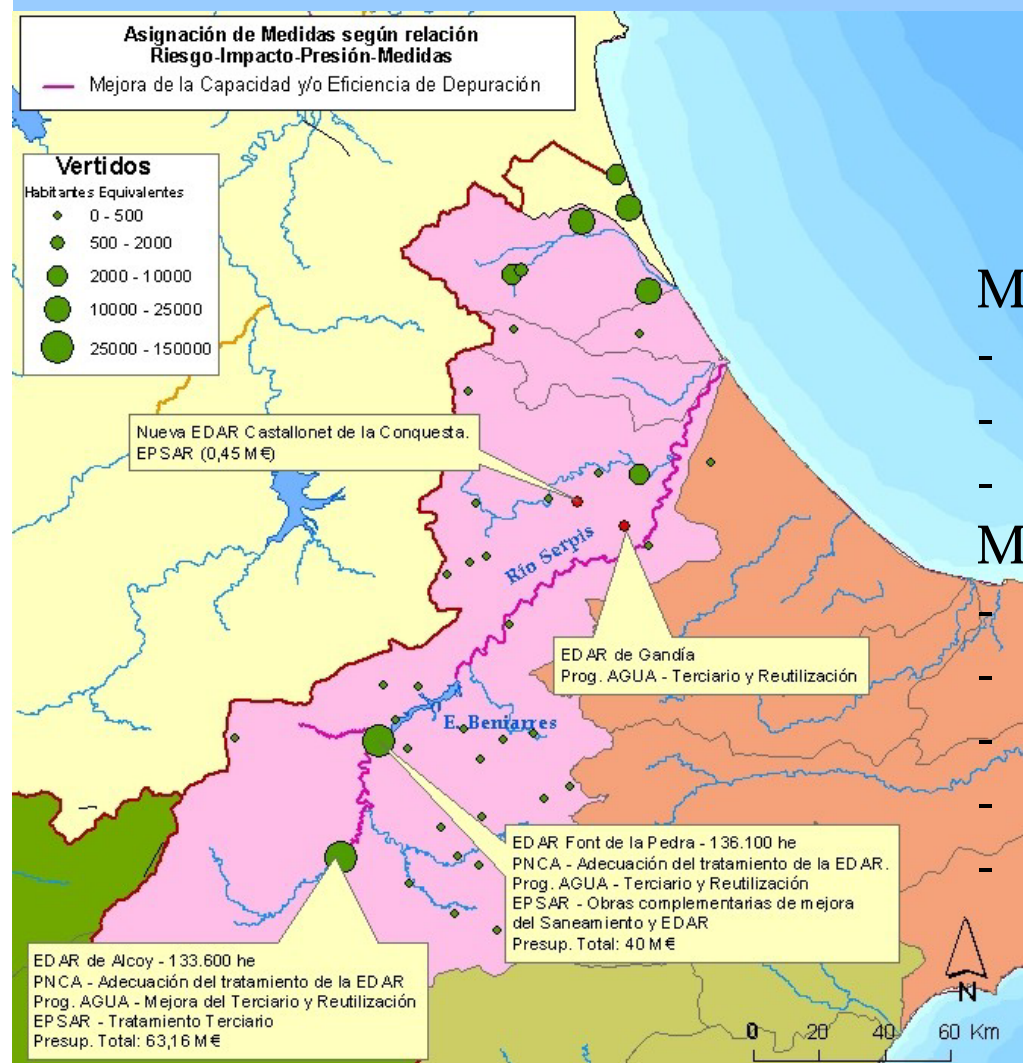 Asignación de Medidas según relación
Riesgo-Impacto-Presión-Medidas
Mejora de la Capacidad y/o Eficiencia de Depuración
Vertidos
Habitantes Equivalentes
0 - 500
500 - 2000
2000 - 10000
10000 - 25000
25000 - 150000
M
-
-
-
M
-
-
-
-
-
Nueva EDAR Castallonet de la Conquesta.
EPSAR (0,45 M€)
Río Serpis
EDAR de Gandía
Prog. AGUA - Terciario y Reutilización
E. Beniarres
EDAR Font de la Pedra - 136.100 he
PNCA - Adecuación del tratamiento de la EDAR.
Prog. AGUA - Terciario y Reutilización
EPSAR - Obras complementarias de mejora
del Saneamiento y EDAR
Presup. Total: 40 M€
EDAR de Alcoy - 133.600 he
PNCA - Adecuación del tratamiento de la EDAR
Prog. AGUA - Mejora del Terciario y Reutilización
EPSAR - Tratamiento Terciario
Presup. Total: 63,16 M€
N
0 20 40 60 Km